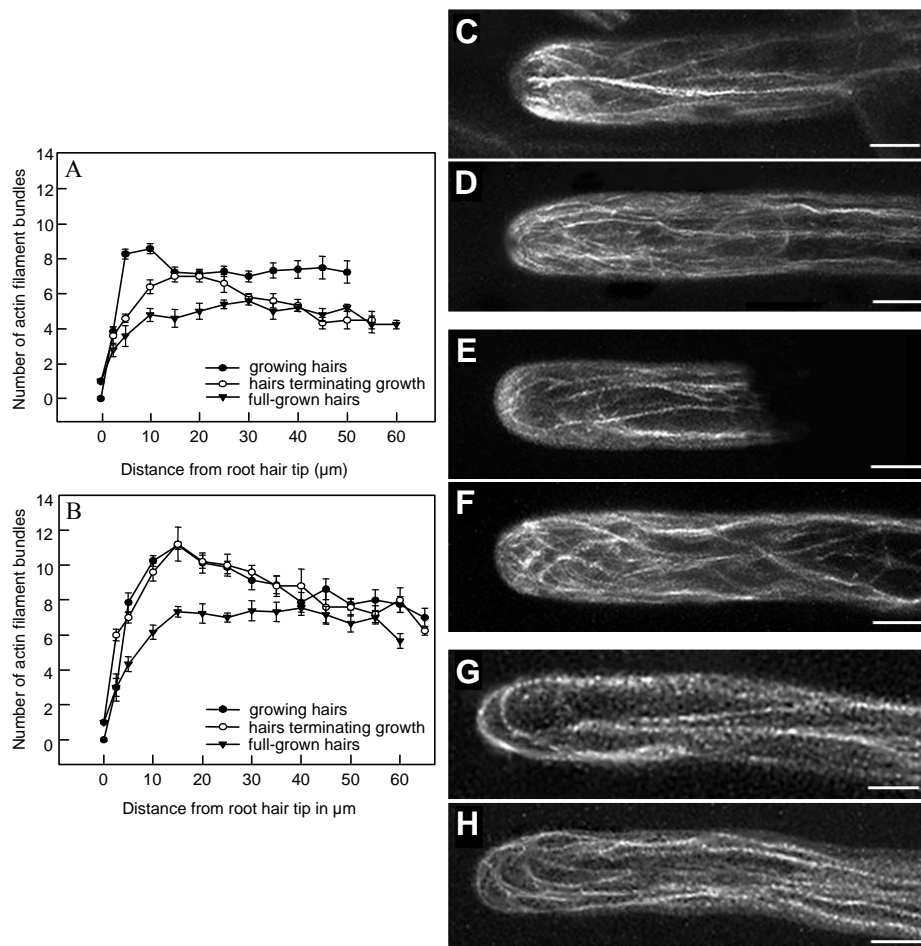 A
Number of actin filament bundles
14
12
10
8
6
4
2
0
growing hairs
hairs terminating growth
full-grown hairs
0 10 20 30 40 50 60
Distance from root hair tip (µm)
B
Number of actin filament bundles
14
12
10
8
6
4
2
0
growing hairs
hairs terminating growth
full-grown hairs
0 10 20 30 40 50 60
Distance from root hair tip in µm
C
D
E
F
G
H